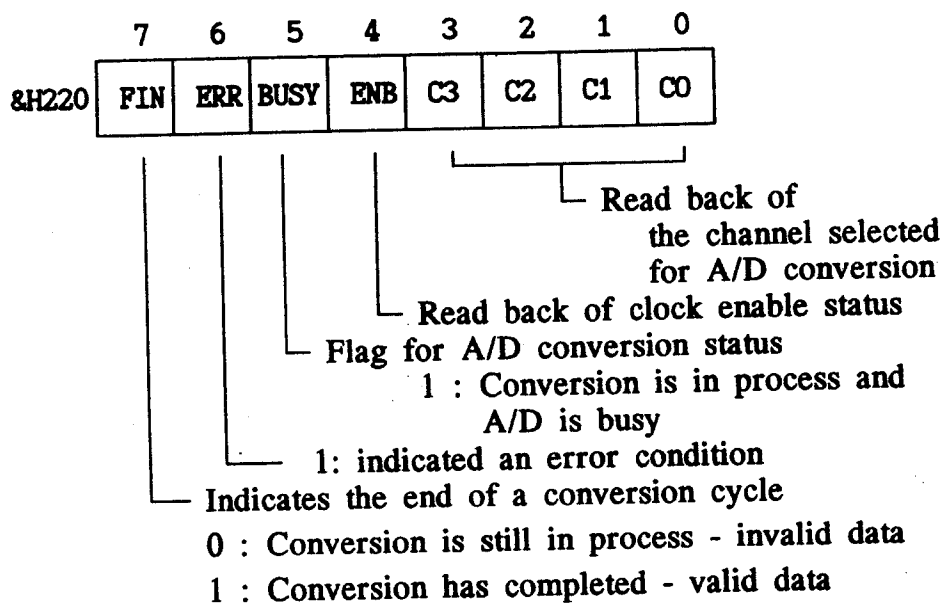 7 6 5 4 3 2 1 0
&H220 FIN ERR BUSY ENB C3 C2 C1 C0
Read back of
the channel selected
for A/D conversion
Read back of clock enable status
Flag for A/D conversion status
1 : Conversion is in process and
A/D is busy
1: indicated an error condition
Indicates the end of a conversion cycle
0 : Conversion is still in process - invalid data
1 : Conversion has completed - valid data